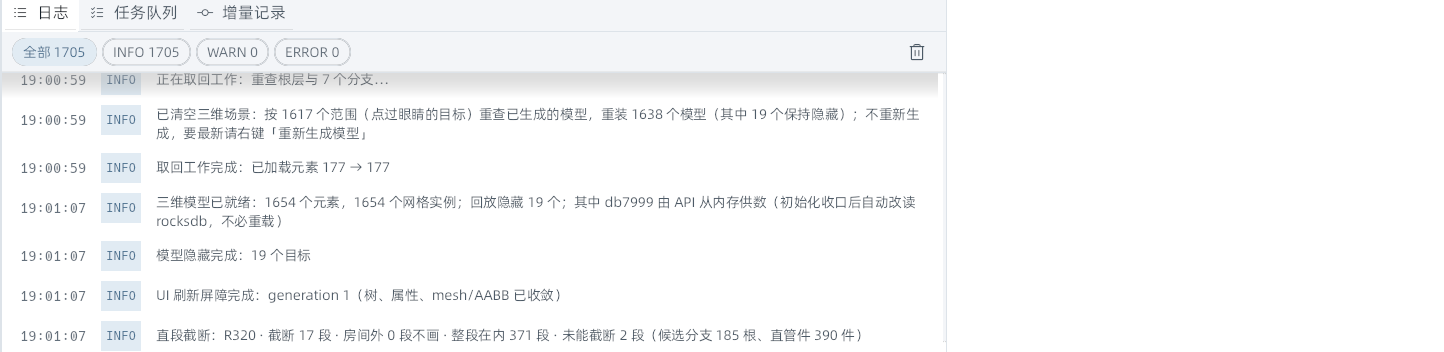 日志 任务队列 增量记录
全部 1705 INFO 1705 WARN 0 ERROR 0
19:00:59 INFO 正在取回工作：重查根层与 7 个分支...
19:00:59 INFO 已清空三维场景：按 1617 个范围（点过眼睛的目标）重查已生成的模型，重装 1638 个模型（其中 19 个保持隐藏）；不重新生
成，要最新请右键「重新生成模型」
19:00:59 INFO 取回工作完成：已加载元素 177 → 177
19:01:07 INFO 三维模型已就绪：1654 个元素，1654 个网格实例；回放隐藏 19 个；其中 db7999 由 API 从内存供数（初始化收口后自动改读
rocksdb，不必重载）
19:01:07 INFO 模型隐藏完成：19 个目标
19:01:07 INFO UI 刷新屏障完成：generation 1（树、属性、mesh/AABB 已收敛）
19:01:07 INFO 直段截断：R320 · 截断 17 段 · 房间外 0 段不画 · 整段在内 371 段 · 未能截断 2 段（候选分支 185 根、直管件 390 件）